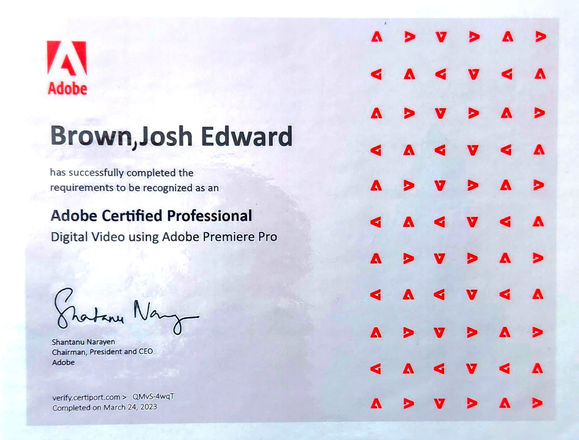 Adobe
Brown,Josh Edward
has successfully completed the
requirements to be recognized as an
Adobe Certified Professional
Digital Video using Adobe Premiere Pro
Shantanu Narayen
Shantanu Narayen
Chairman, President and CEO
Adobe
verify.certiport.com > QMvS-4wqT
Completed on March 24, 2023